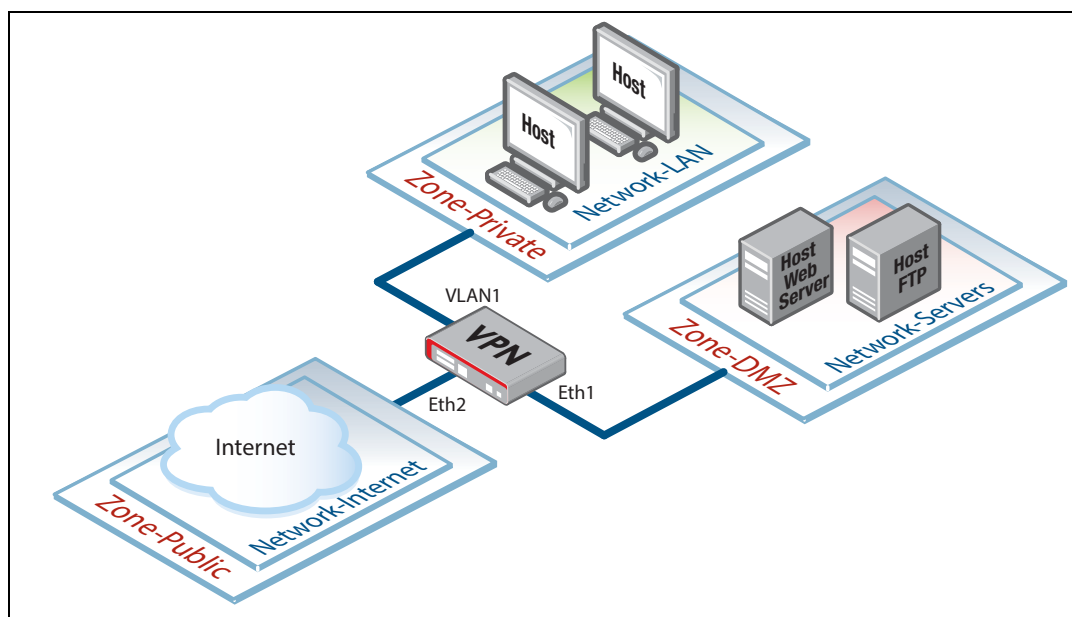 Host
Host
Zone-Private
Network-LAN
Host
Web
Server
Host
FTP
Zone-DMZ
Network-Servers
VLAN1
VPN
Eth2
Eth1
Internet
Zone-Public
Network-Internet